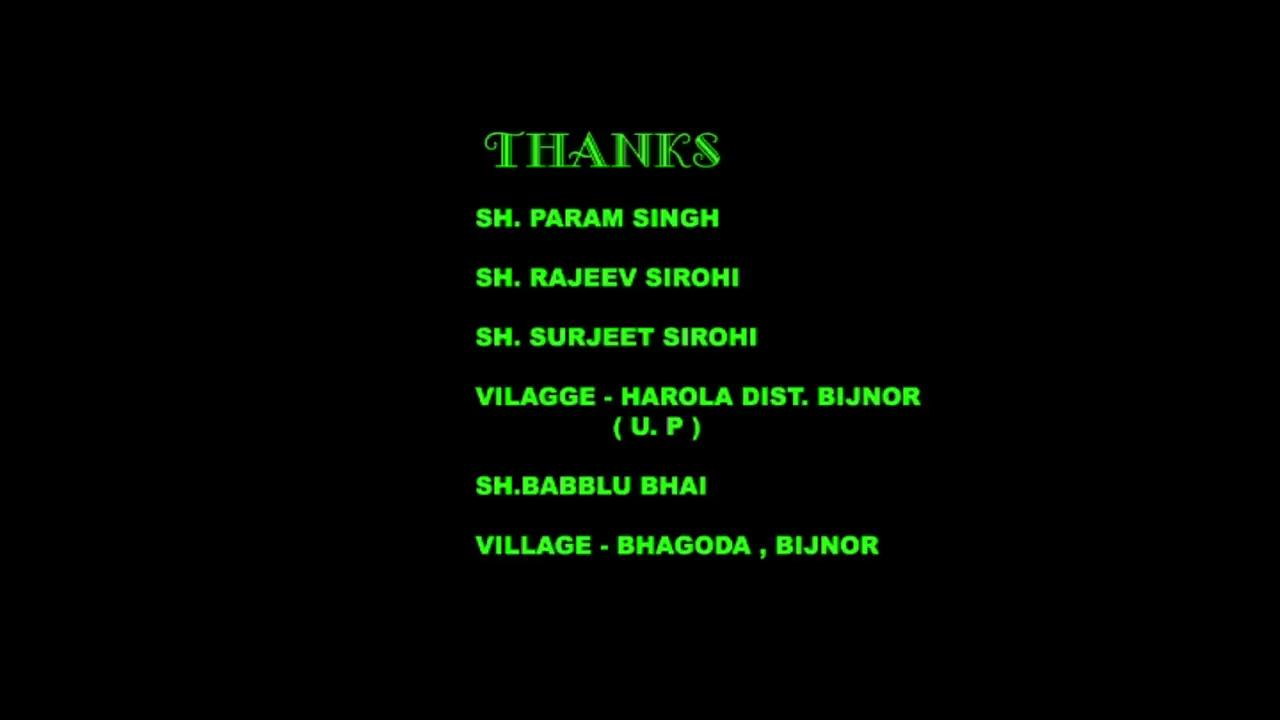 THANKS
SH. PARAM SINGH
SH. RAJEEV SIROHI
SH. SURJEET SIROHI
VILAGGE - HAROLA DIST. BIJNOR
( U. P )
SH.BABBLU BHAI
VILLAGE - BHAGODA , BIJNOR